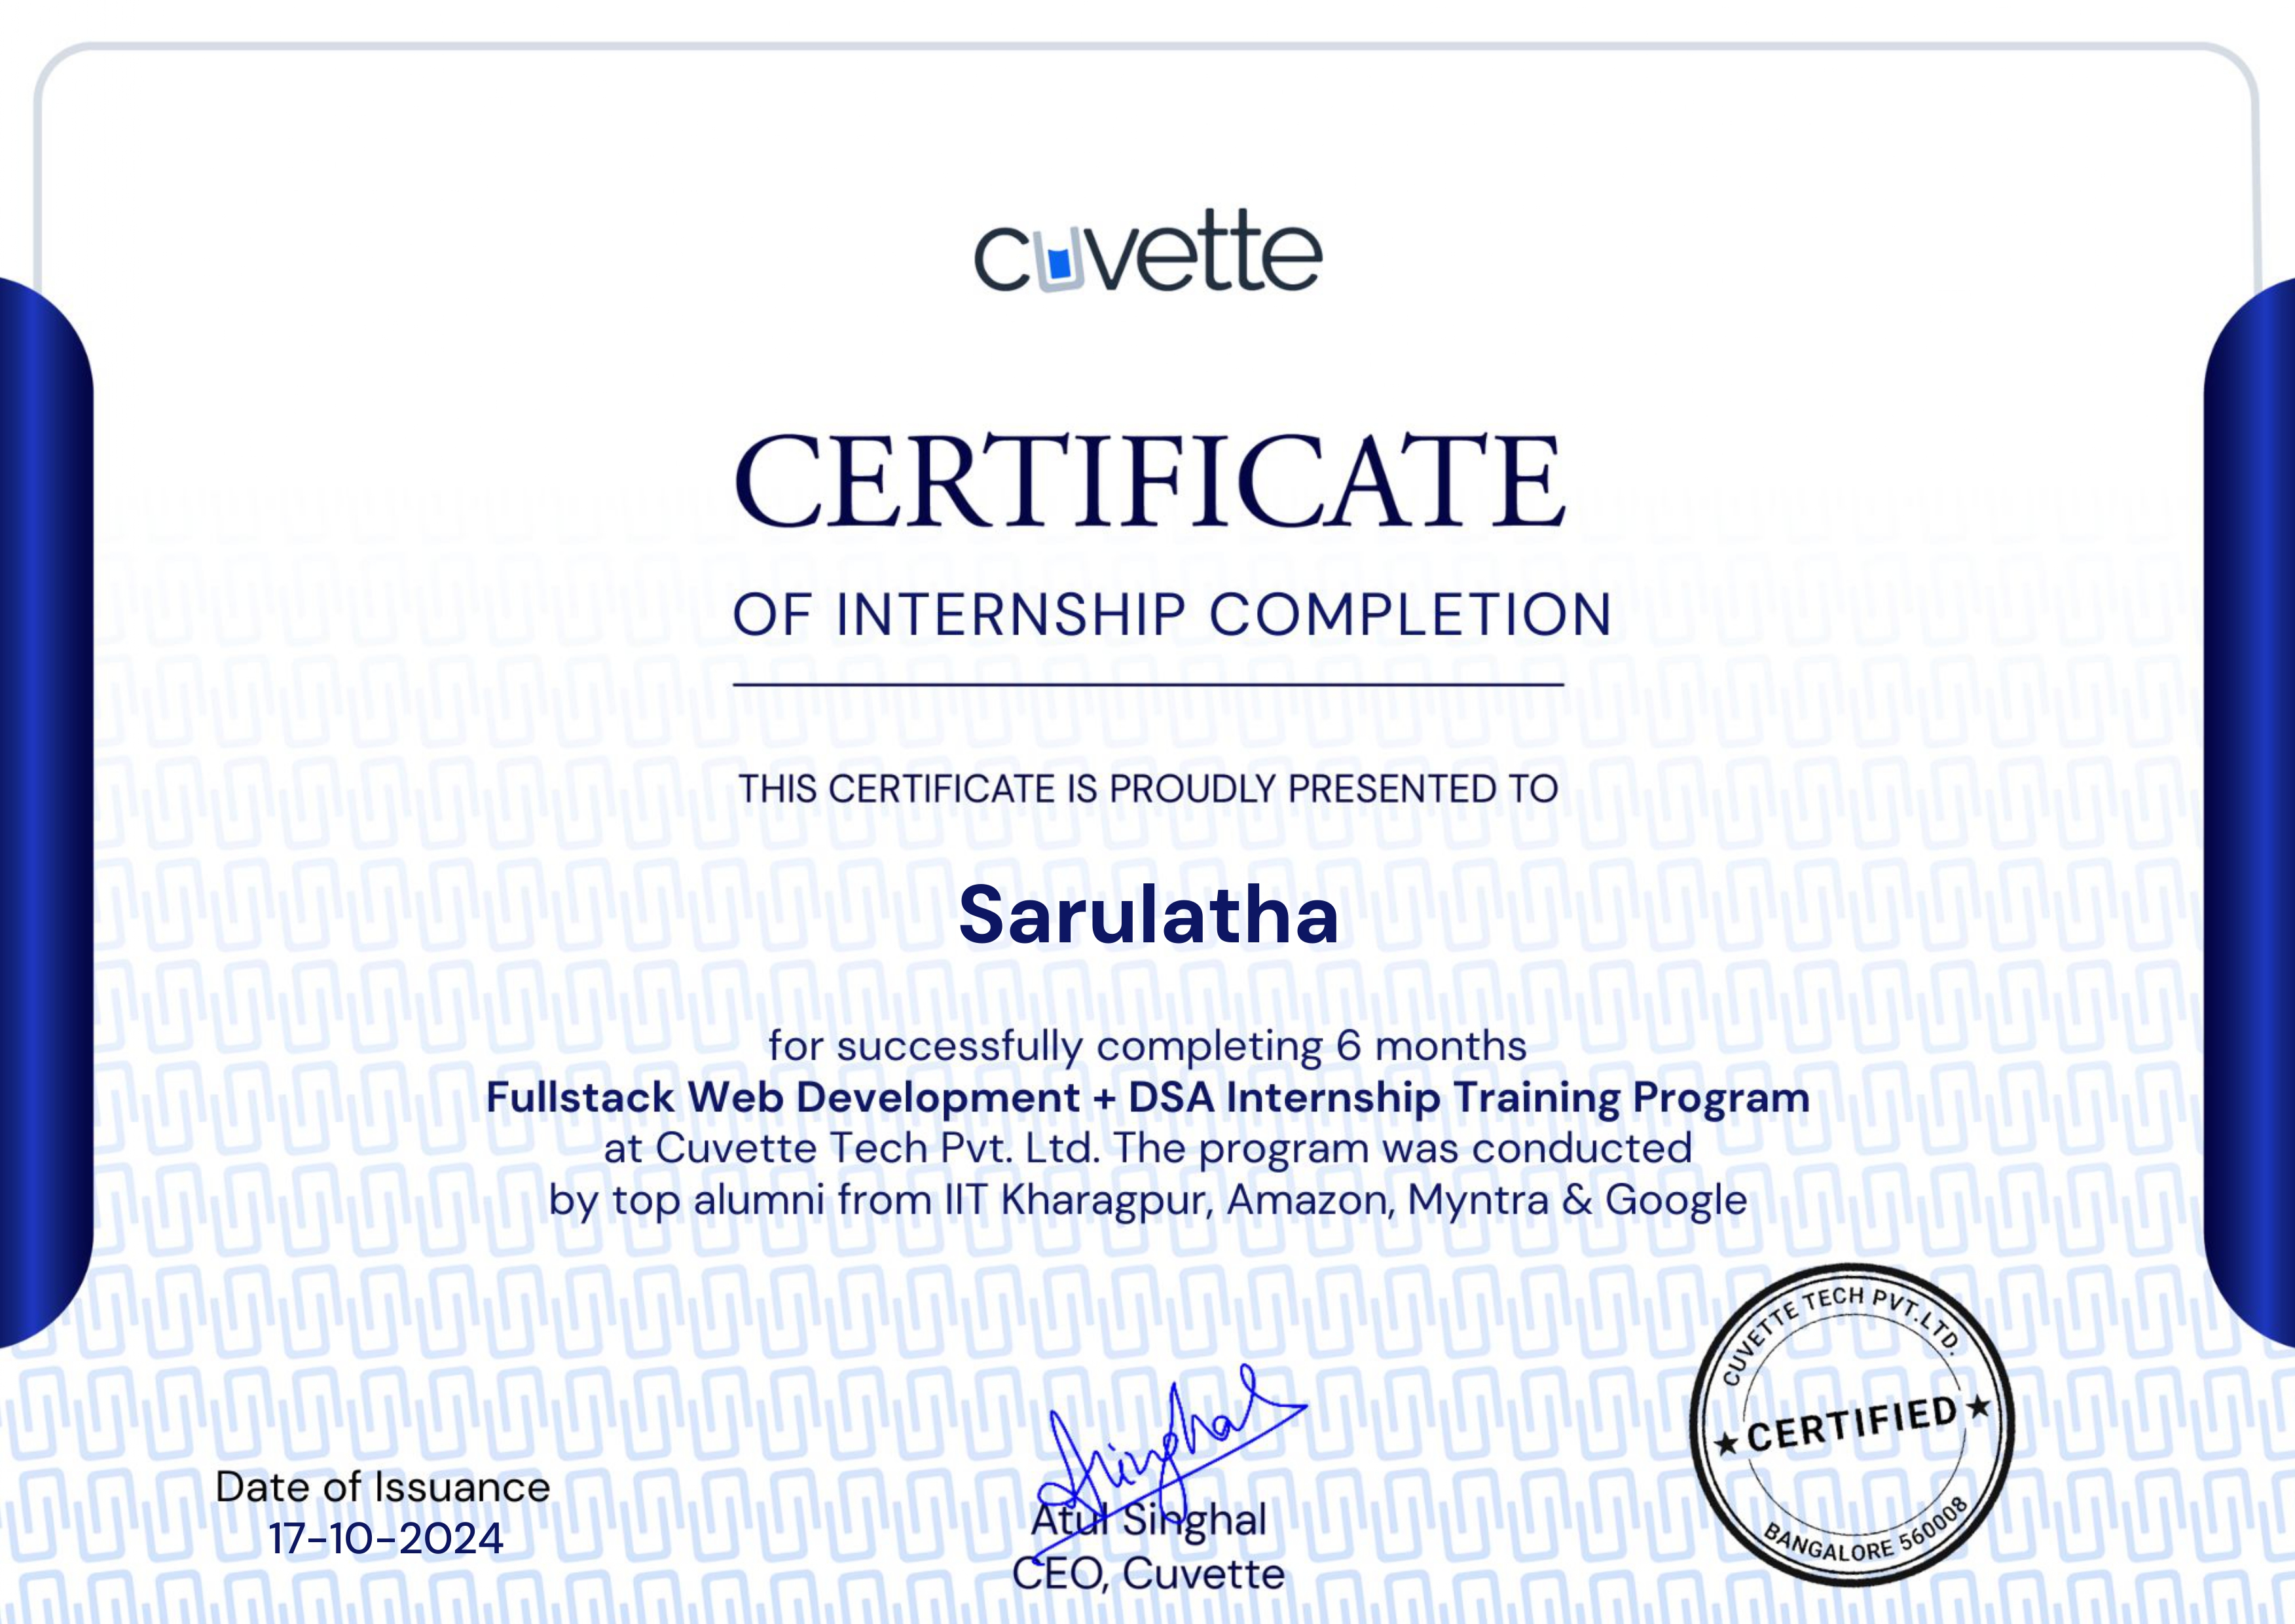 cuvette
CERTIFICATE
OF INTERNSHIP COMPLETION
THIS CERTIFICATE IS PROUDLY PRESENTED TO
Sarulatha
for successfully completing 6 months
Fullstack Web Development + DSA Internship Training Program
at Cuvette Tech Pvt. Ltd. The program was conducted
by top alumni from IIT Kharagpur, Amazon, Myntra & Google
Date of Issuance
17-10-2024
Singhal
Atul Singhal
CEO, Cuvette
CUVETTE TECH PVT.LTD.
★ CERTIFIED ★
BANGALORE 560008